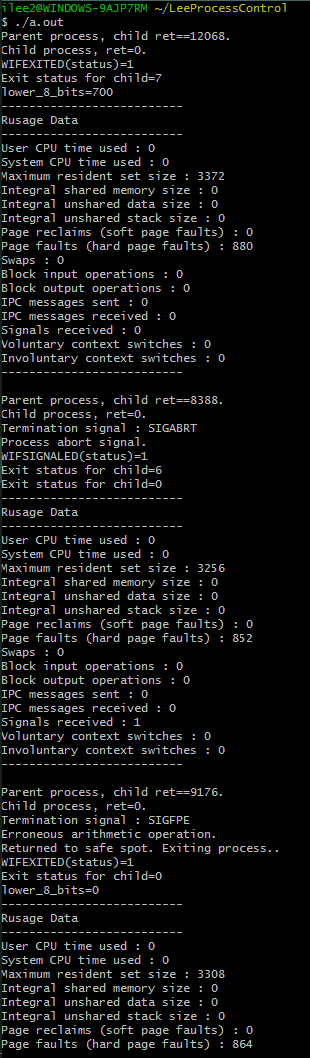 ilee2@WINDOWS-9AJP7RM ~/LeeProcessControl
$ ./a.out
Parent process, child ret==12068.
Child process, ret=0.
WIFEXITED(status)=1
Exit status for child=7
lower_8_bits=700
--------------------------
Rusage Data
--------------------------
User CPU time used : 0
System CPU time used : 0
Maximum resident set size : 3372
Integral shared memory size : 0
Integral unshared data size : 0
Integral unshared stack size : 0
Page reclaims (soft page faults) : 0
Page faults (hard page faults) : 880
Swaps : 0
Block input operations : 0
Block output operations : 0
IPC messages sent : 0
IPC messages received : 0
Signals received : 0
Voluntary context switches : 0
Involuntary context switches : 0
--------------------------
Parent process, child ret==8388.
Child process, ret=0.
Termination signal : SIGABRT
Process abort signal.
WIFSIGNALED(status)=1
Exit status for child=6
Exit status for child=0
--------------------------
Rusage Data
--------------------------
User CPU time used : 0
System CPU time used : 0
Maximum resident set size : 3256
Integral shared memory size : 0
Integral unshared data size : 0
Integral unshared stack size : 0
Page reclaims (soft page faults) : 0
Page faults (hard page faults) : 852
Swaps : 0
Block input operations : 0
Block output operations : 0
IPC messages sent : 0
IPC messages received : 0
Signals received : 1
Voluntary context switches : 0
Involuntary context switches : 0
--------------------------
Parent process, child ret==9176.
Child process, ret=0.
Termination signal : SIGFPE
Erroneous arithmetic operation.
Returned to safe spot. Exiting process..
WIFEXITED(status)=1
Exit status for child=0
lower_8_bits=0
--------------------------
Rusage Data
--------------------------
User CPU time used : 0
System CPU time used : 0
Maximum resident set size : 3308
Integral shared memory size : 0
Integral unshared data size : 0
Integral unshared stack size : 0
Page reclaims (soft page faults) : 0
Page faults (hard page faults) : 864